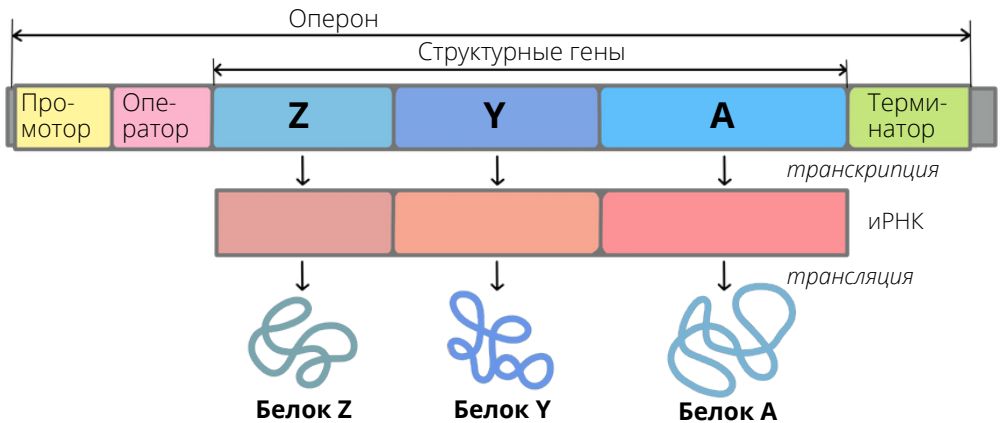 Оперон
Структурные гены
Про-
мотор
Опе-
ратор
Z
Y
A
Терми-
натор
транскрипция
иРНК
трансляция
Белок Z
Белок Y
Белок A